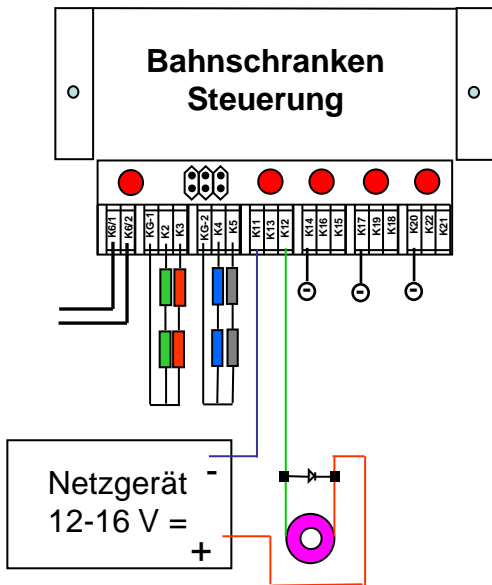 Bahnschranken
Steuerung
K6/1
K6/2
KG-1
K2
K3
KG-2
K4
K5
K11
K13
K12
K14
K16
K15
K17
K19
K18
K20
K22
K21
-
-
-
-
Netzgerät
12-16 V =
+